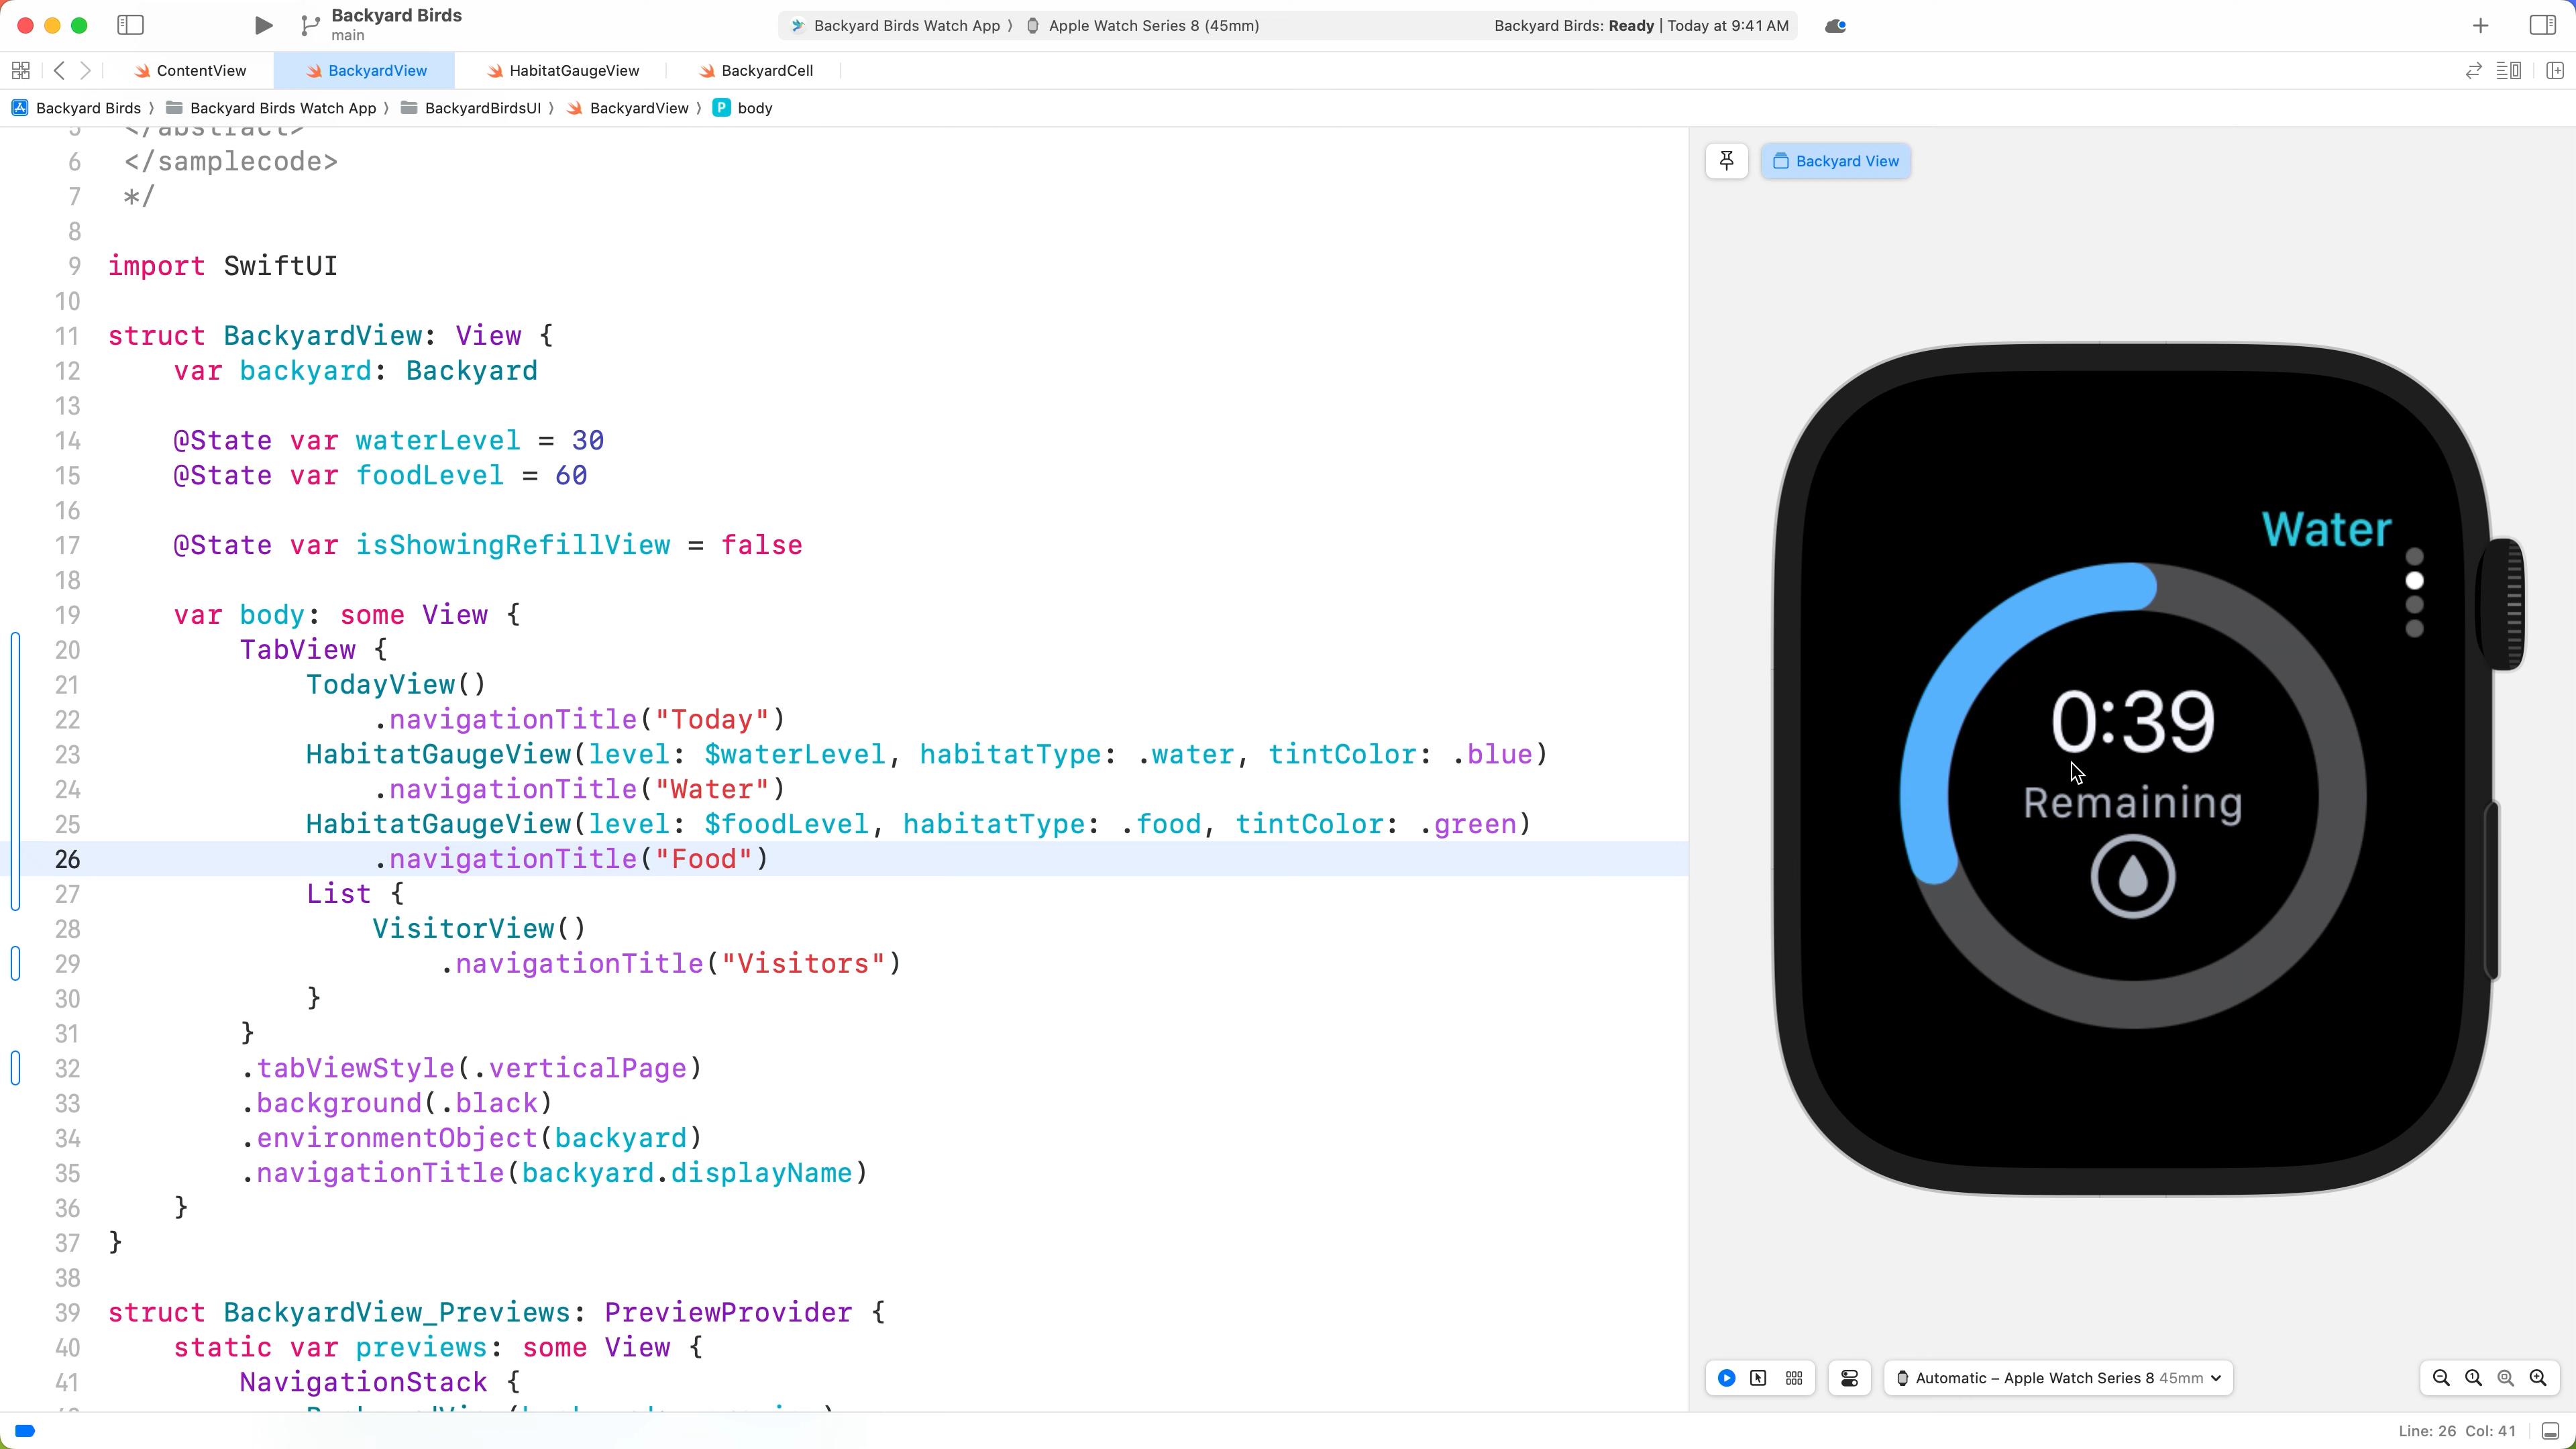 Backyard Birds
main
Backyard Birds Watch App 〉 Apple Watch Series 8 (45mm)
Backyard Birds: Ready | Today at 9:41 AM
ContentView
BackyardView
HabitatGaugeView
BackyardCell
Backyard Birds 〉 Backyard Birds Watch App 〉 BackyardBirdsUI 〉 BackyardView 〉 P body
5 </abstract>
6 </samplecode>
7 */
8
9 import SwiftUI
10
11 struct BackyardView: View {
12 var backyard: Backyard
13
14 @State var waterLevel = 30
15 @State var foodLevel = 60
16
17 @State var isShowingRefillView = false
18
19 var body: some View {
20 TabView {
21 TodayView()
22 .navigationTitle("Today")
23 HabitatGaugeView(level: $waterLevel, habitatType: .water, tintColor: .blue)
24 .navigationTitle("Water")
25 HabitatGaugeView(level: $foodLevel, habitatType: .food, tintColor: .green)
26 .navigationTitle("Food")
27 List {
28 VisitorView()
29 .navigationTitle("Visitors")
30 }
31 }
32 .tabViewStyle(.verticalPage)
33 .background(.black)
34 .environmentObject(backyard)
35 .navigationTitle(backyard.displayName)
36 }
37 }
38
39 struct BackyardView_Previews: PreviewProvider {
40 static var previews: some View {
41 NavigationStack {
Backyard View
Water
0:39
Remaining
Automatic – Apple Watch Series 8 45mm
Line: 26 Col: 41